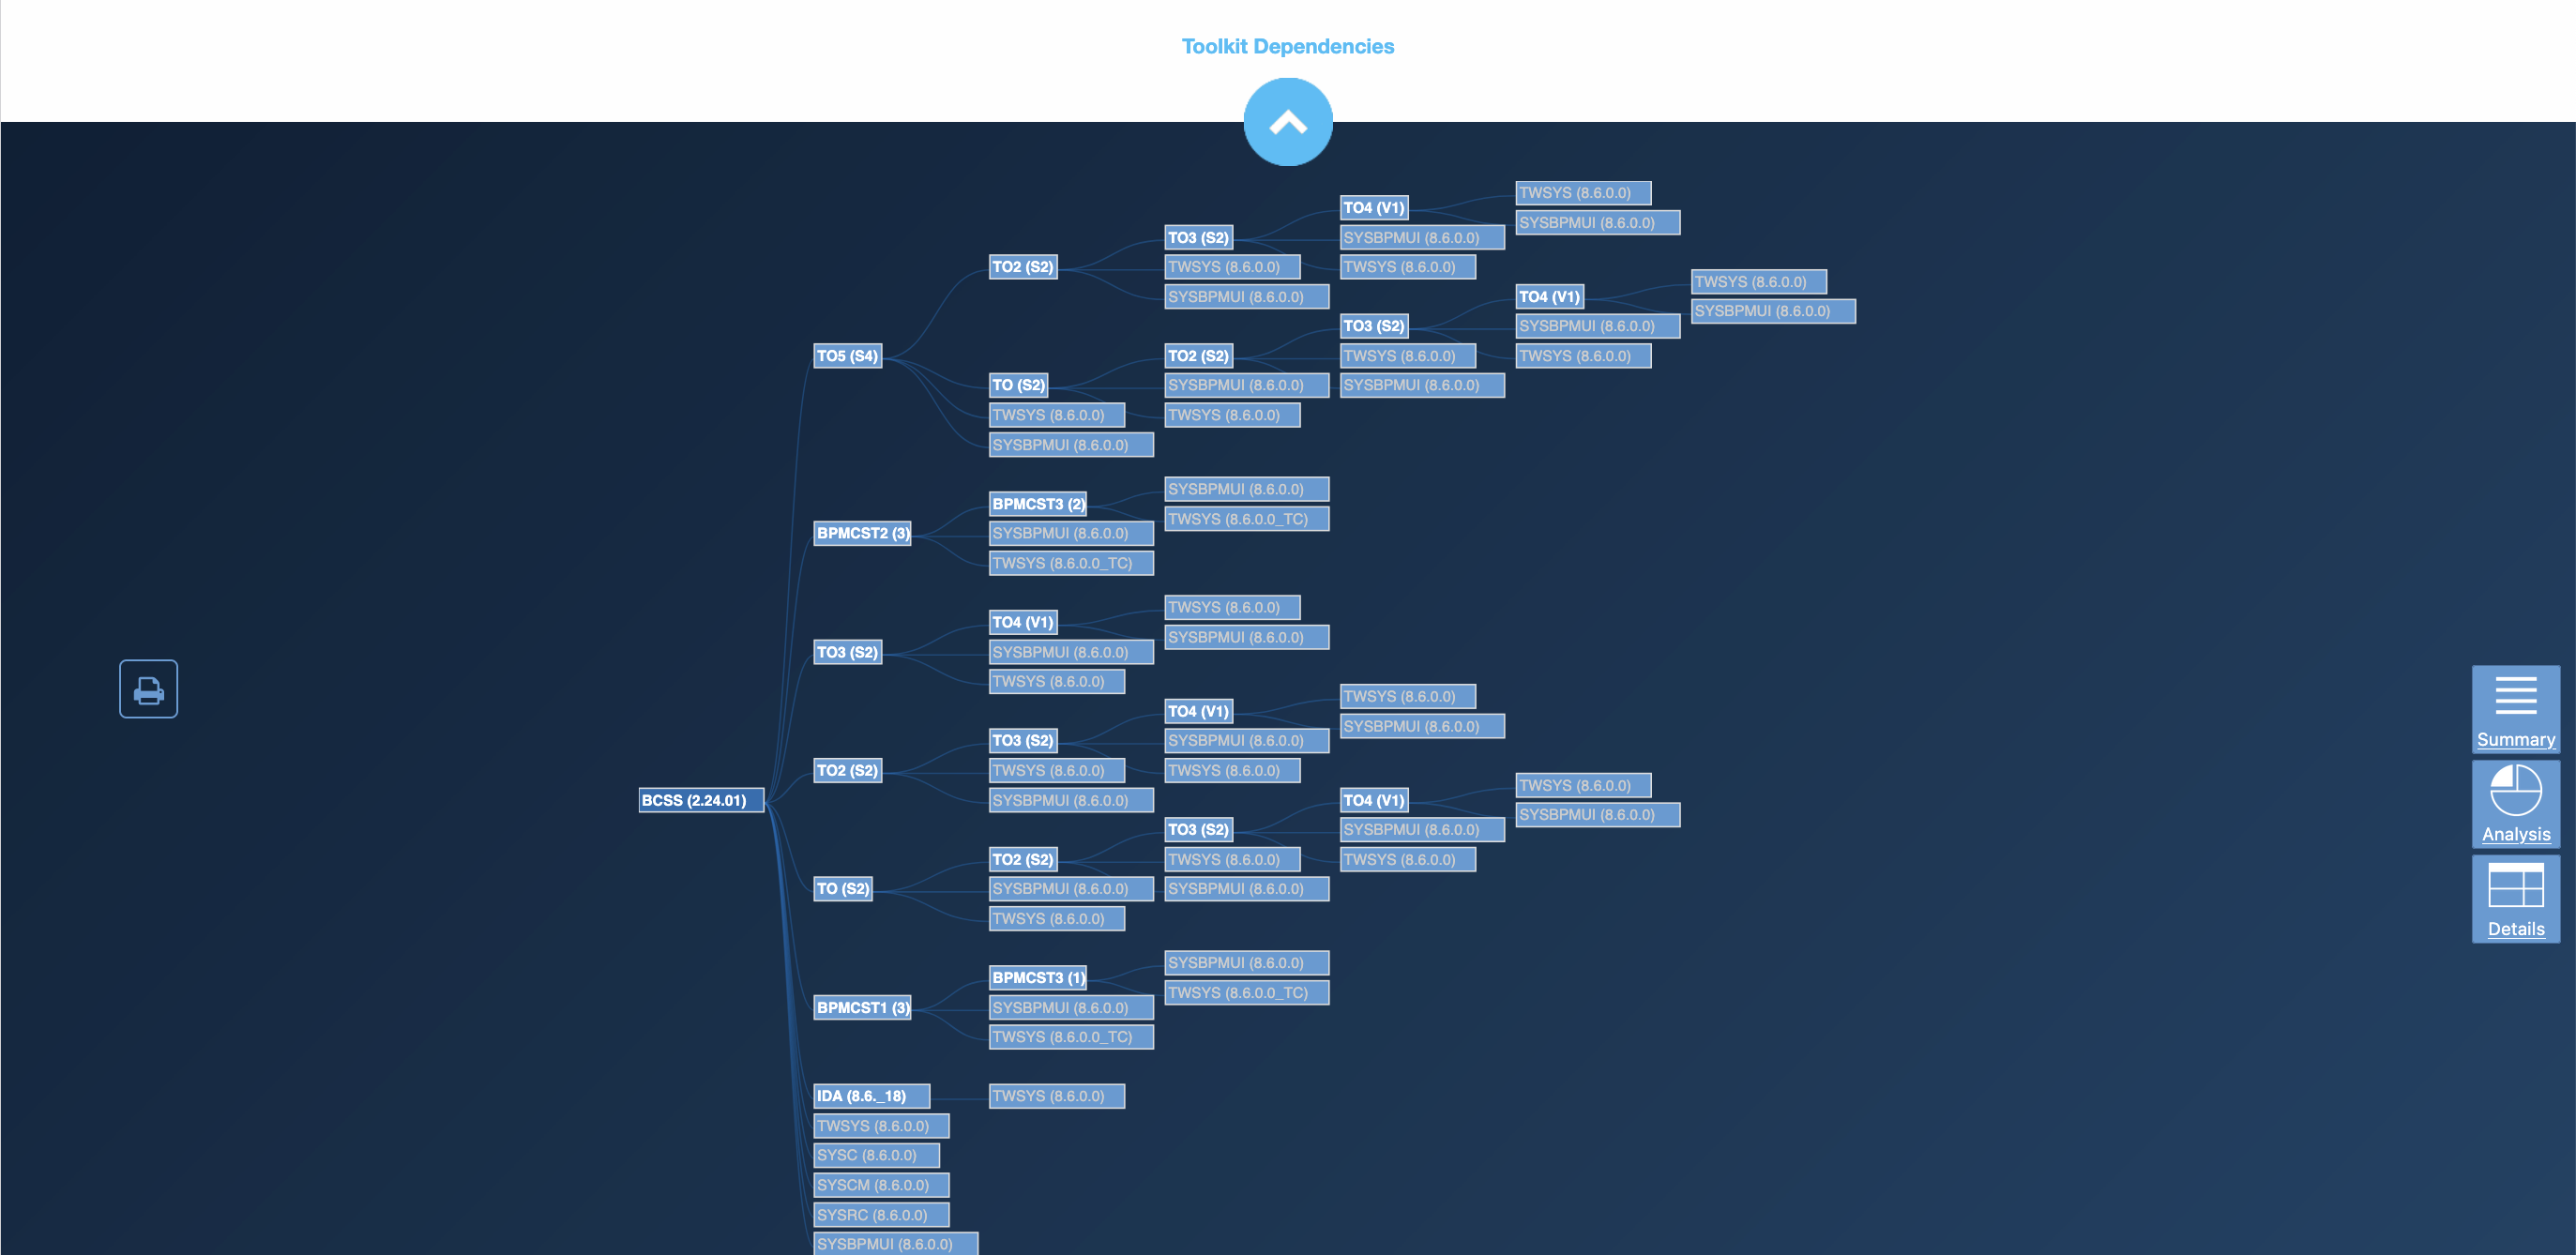 Toolkit Dependencies
TWSYS (8.6.0.0)
TO4 (V1)
SYSBPMUI (8.6.0.0)
TO3 (S2)
SYSBPMUI (8.6.0.0)
TO2 (S2)
TWSYS (8.6.0.0)
TWSYS (8.6.0.0)
TWSYS (8.6.0.0)
SYSBPMUI (8.6.0.0)
TO4 (V1)
SYSBPMUI (8.6.0.0)
TO3 (S2)
SYSBPMUI (8.6.0.0)
TO5 (S4)
TO2 (S2)
TWSYS (8.6.0.0)
TWSYS (8.6.0.0)
TO (S2)
SYSBPMUI (8.6.0.0)
SYSBPMUI (8.6.0.0)
TWSYS (8.6.0.0)
TWSYS (8.6.0.0)
SYSBPMUI (8.6.0.0)
SYSBPMUI (8.6.0.0)
BPMCST3 (2)
TWSYS (8.6.0.0_TC)
BPMCST2 (3)
SYSBPMUI (8.6.0.0)
TWSYS (8.6.0.0_TC)
TWSYS (8.6.0.0)
TO4 (V1)
SYSBPMUI (8.6.0.0)
TO3 (S2)
SYSBPMUI (8.6.0.0)
TWSYS (8.6.0.0)
TWSYS (8.6.0.0)
TO4 (V1)
SYSBPMUI (8.6.0.0)
TO3 (S2)
SYSBPMUI (8.6.0.0)
TO2 (S2)
TWSYS (8.6.0.0)
TWSYS (8.6.0.0)
TWSYS (8.6.0.0)
BCSS (2.24.01)
SYSBPMUI (8.6.0.0)
TO4 (V1)
SYSBPMUI (8.6.0.0)
TO3 (S2)
SYSBPMUI (8.6.0.0)
TO2 (S2)
TWSYS (8.6.0.0)
TWSYS (8.6.0.0)
TO (S2)
SYSBPMUI (8.6.0.0)
SYSBPMUI (8.6.0.0)
TWSYS (8.6.0.0)
SYSBPMUI (8.6.0.0)
BPMCST3 (1)
TWSYS (8.6.0.0_TC)
BPMCST1 (3)
SYSBPMUI (8.6.0.0)
TWSYS (8.6.0.0_TC)
IDA (8.6._18)
TWSYS (8.6.0.0)
TWSYS (8.6.0.0)
SYSC (8.6.0.0)
SYSCM (8.6.0.0)
SYSRC (8.6.0.0)
SYSBPMUI (8.6.0.0)
Summary
Analysis
Details